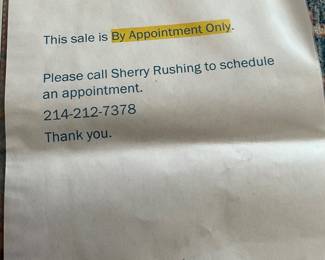 This sale is By Appointment Only.
Please call Sherry Rushing to schedule
an appointment.
214-212-7378
Thank you.